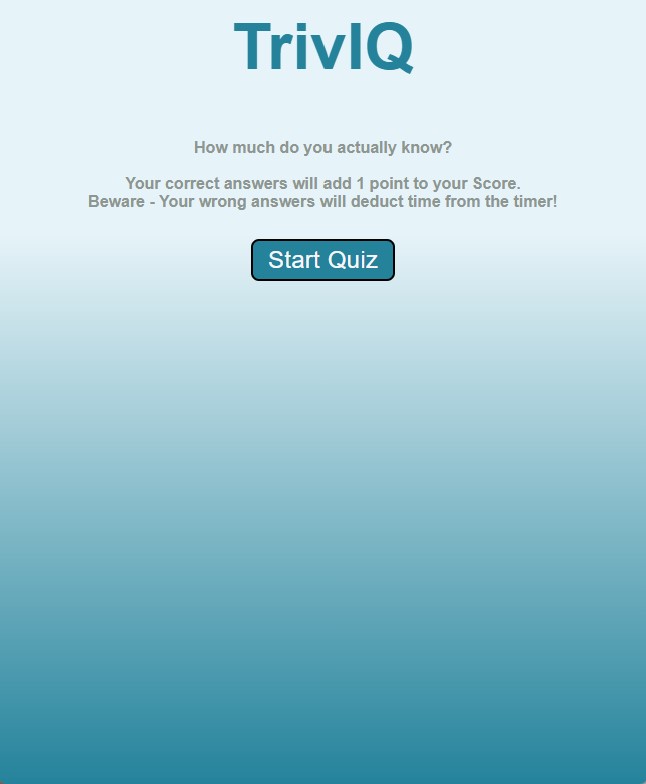 TrivIQ
How much do you actually know?
Your correct answers will add 1 point to your Score.
Beware - Your wrong answers will deduct time from the timer!
Start Quiz